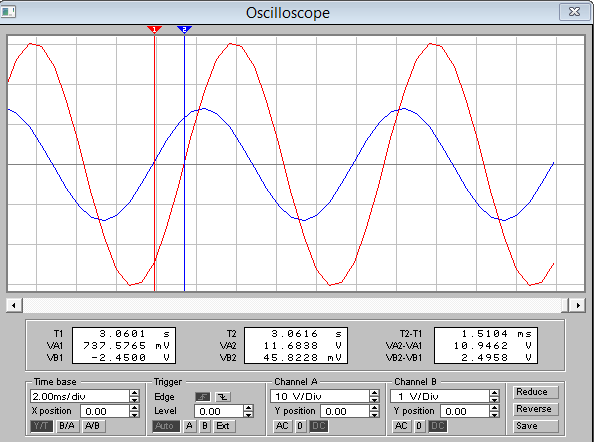 Oscilloscope
1 2
T1 3.0601 s T2 3.0616 s T2-T1 1.5104 ms
VA1 737.5765 mV VA2 11.6838 V VA2-VA1 10.9462 V
VB1 -2.4500 V VB2 45.8228 mV VB2-VB1 2.4958 V
Time base Trigger Channel A Channel B Reduce
2.00ms/div Edge 10 V/Div 1 V/Div Reverse
X position 0.00 Level 0.00 Y position 0.00 Y position 0.00
Y/T B/A A/B Auto A B Ext AC 0 DC AC 0 DC Save